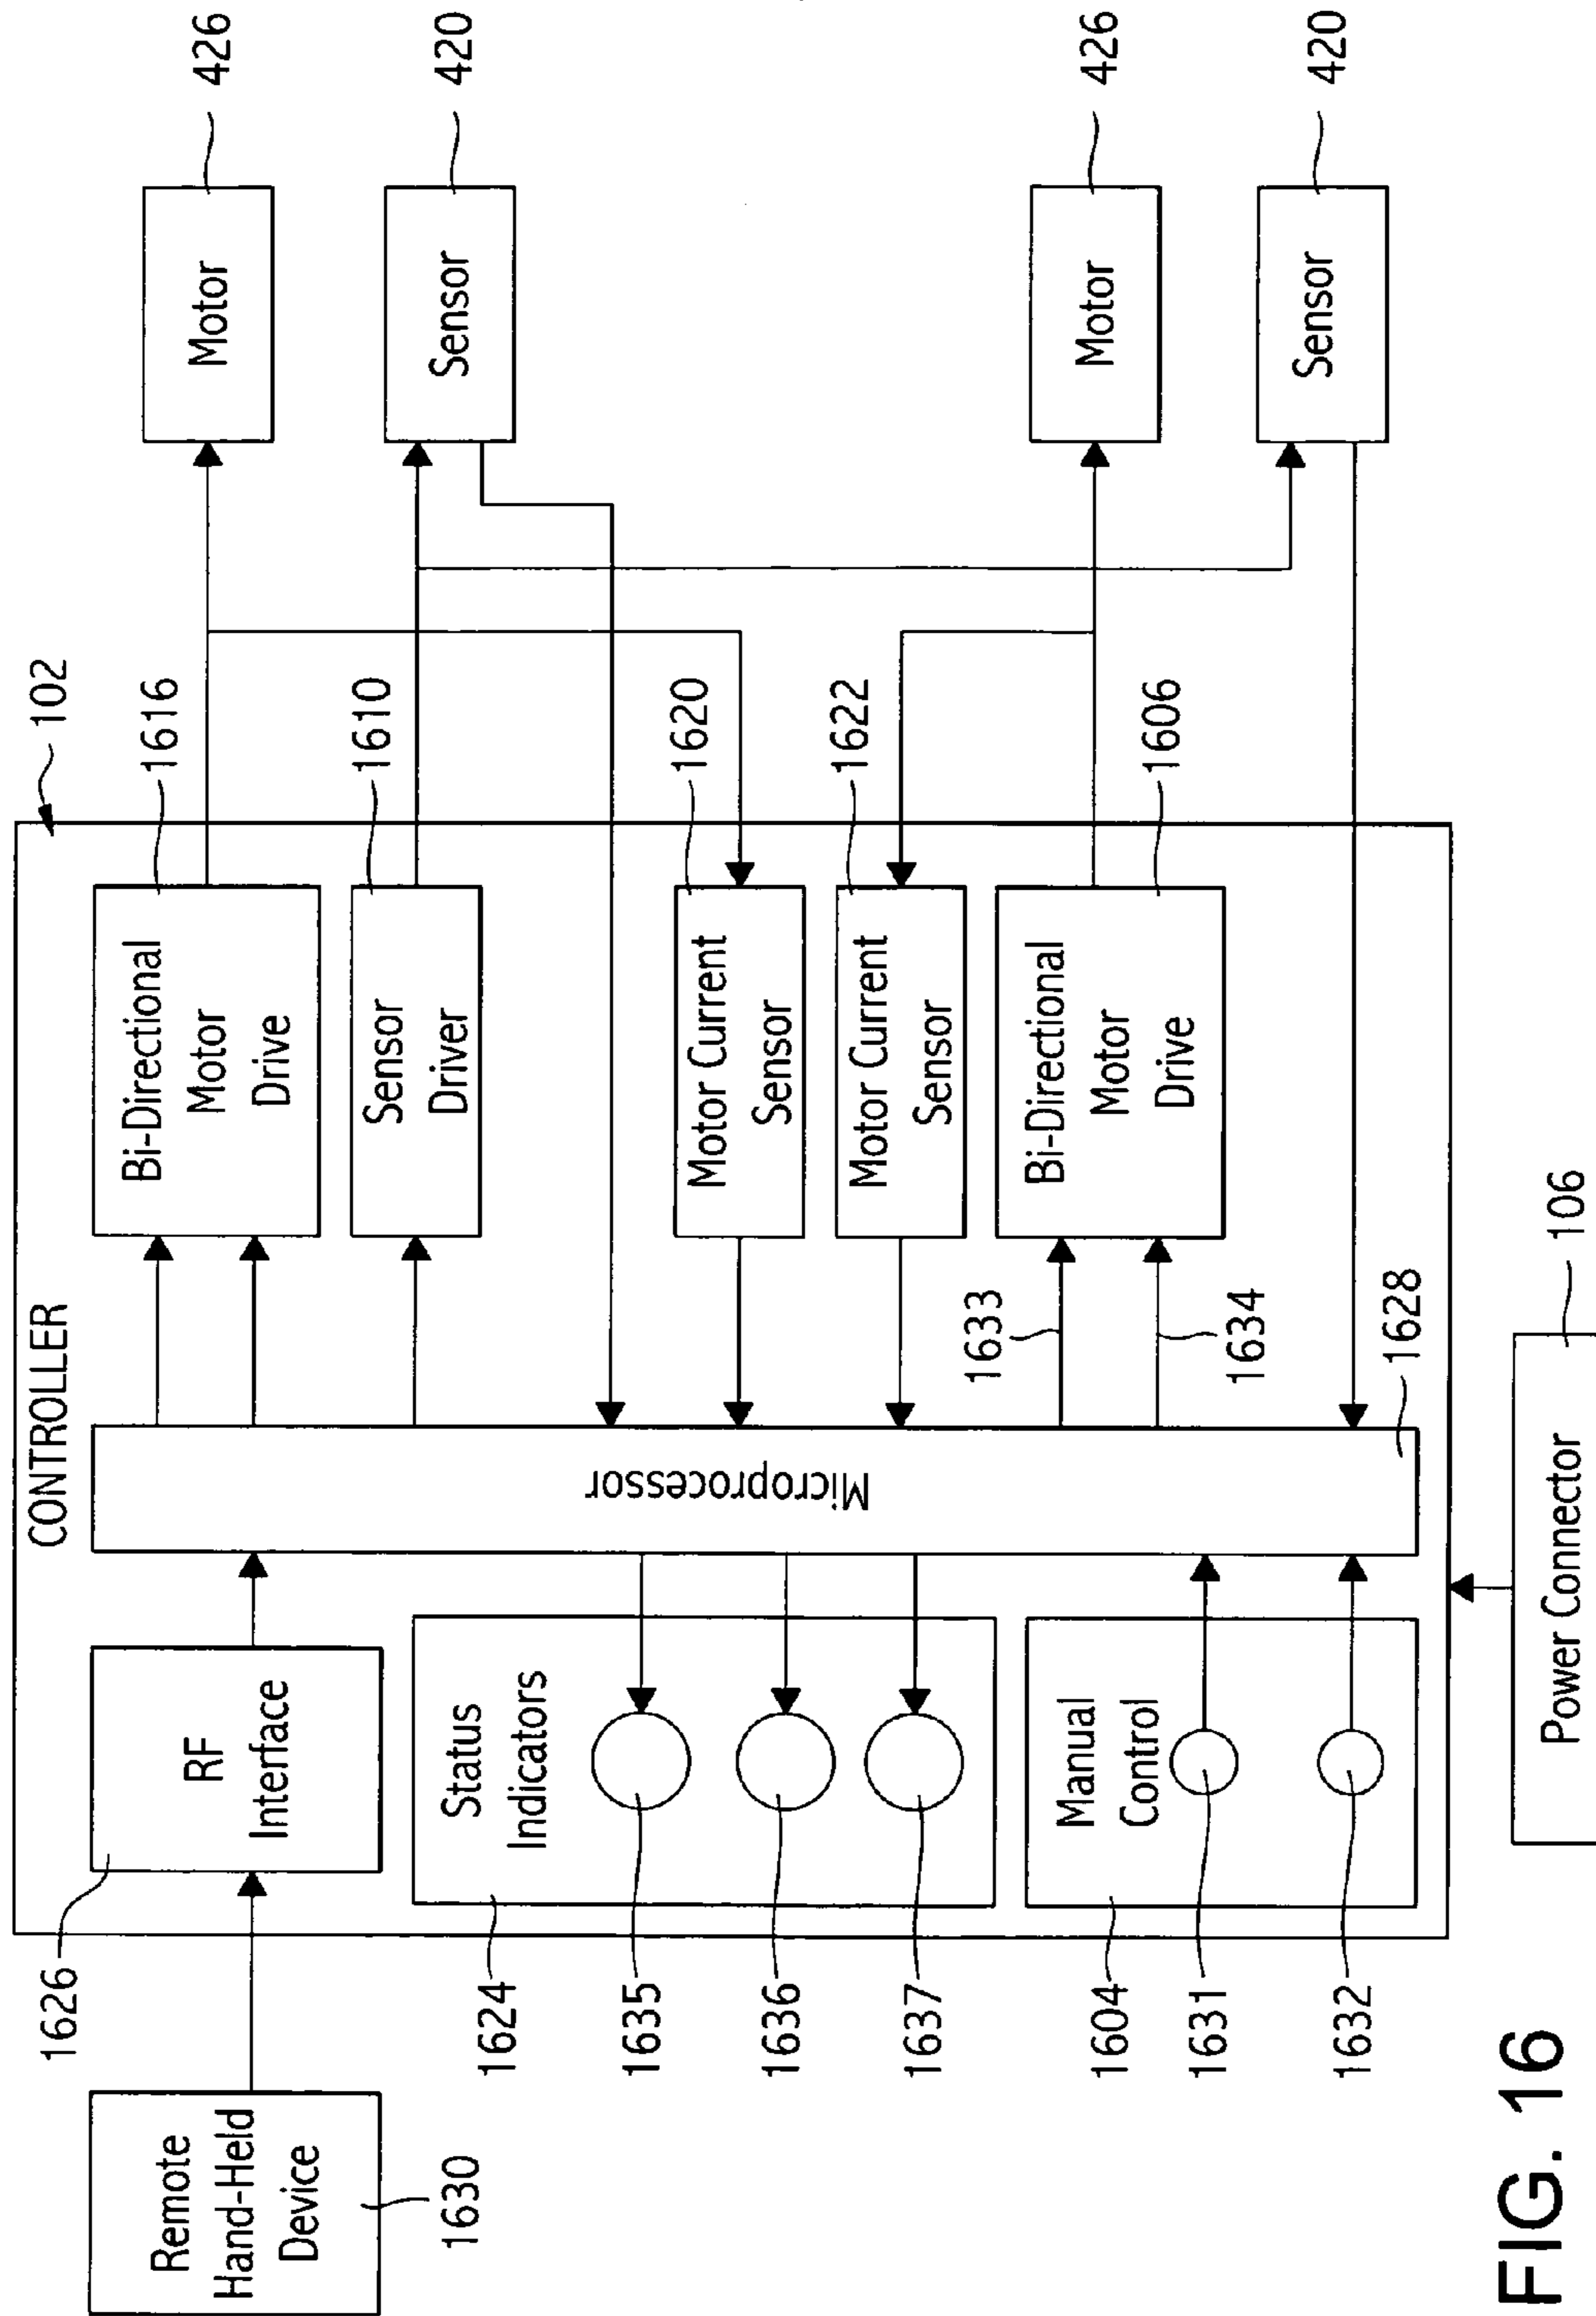 CONTROLLER
102
Remote
Hand-Held
Device
1630
1626
RF
Interface
Microprocessor
1628
Bi-Directional
Motor
Drive
1616
Motor
426
Sensor
Driver
1610
Sensor
420
Status
Indicators
1624
1635
1636
1637
Motor Current
Sensor
1620
Motor Current
Sensor
1622
Manual
Control
1604
1631
1632
1633
1634
Bi-Directional
Motor
Drive
1606
Motor
426
Sensor
420
Power Connector
106
FIG. 16